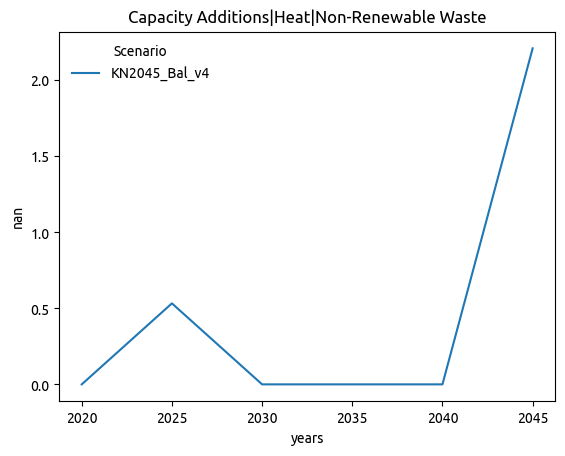 Capacity Additions|Heat|Non-Renewable Waste
Scenario
KN2045_Bal_v4
2.0
1.5
1.0
0.5
0.0
nan
2020 2025 2030 2035 2040 2045
years